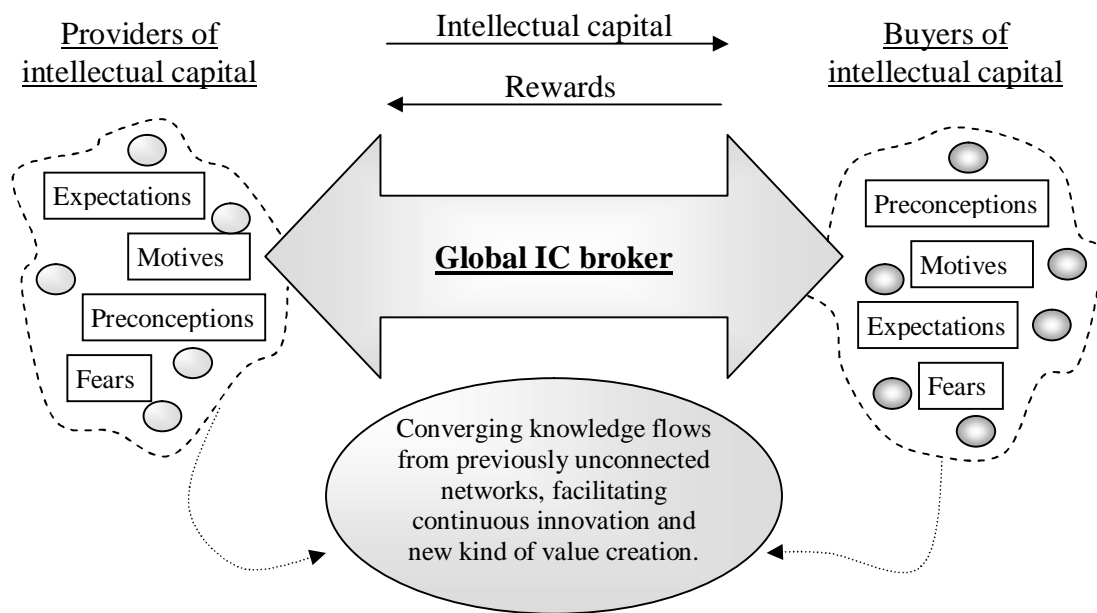 Providers of
intellectual capital
Intellectual capital
Rewards
Buyers of
intellectual capital
Expectations
Motives
Preconceptions
Fears
Global IC broker
Preconceptions
Motives
Expectations
Fears
Converging knowledge flows
from previously unconnected
networks, facilitating
continuous innovation and
new kind of value creation.